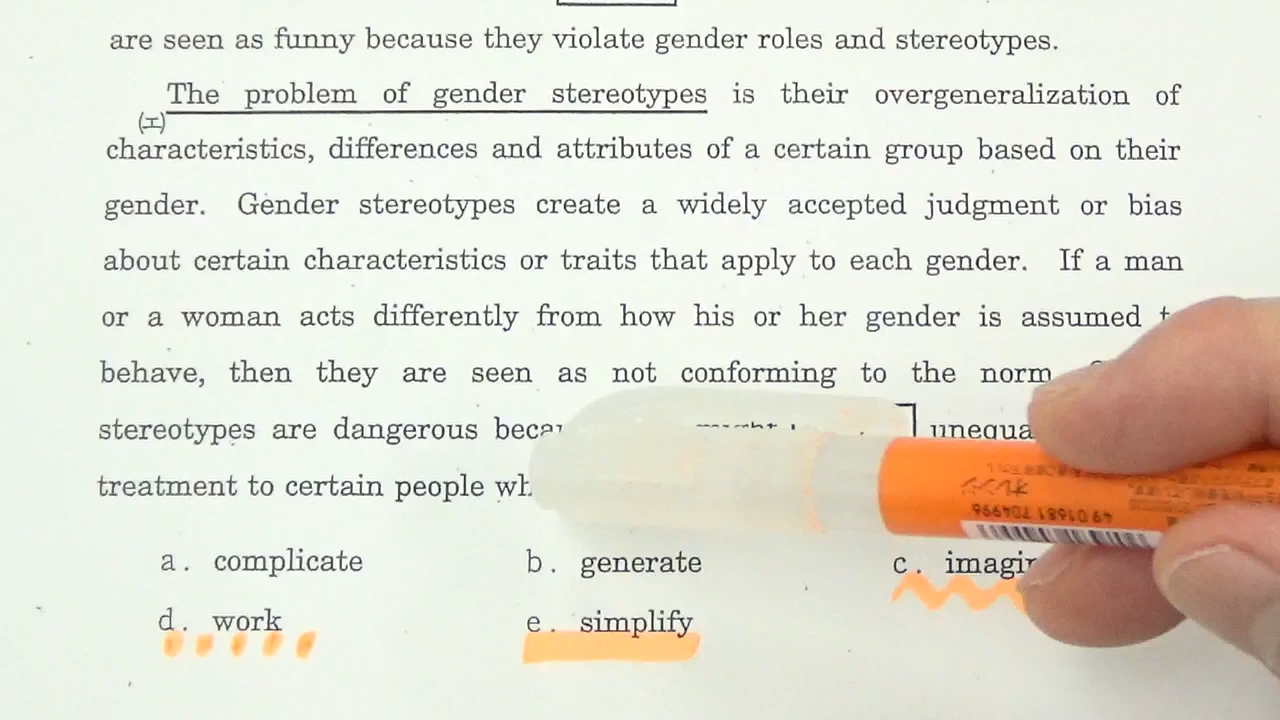 are seen as funny because they violate gender roles and stereotypes.
The problem of gender stereotypes is their overgeneralization of
(エ)
characteristics, differences and attributes of a certain group based on their
gender. Gender stereotypes create a widely accepted judgment or bias
about certain characteristics or traits that apply to each gender. If a man
or a woman acts differently from how his or her gender is assumed
behave, then they are seen as not conforming to the norm
stereotypes are dangerous
treatment to certain people
4901681 704996
a. complicate b. generate c.
d. work e. simplify